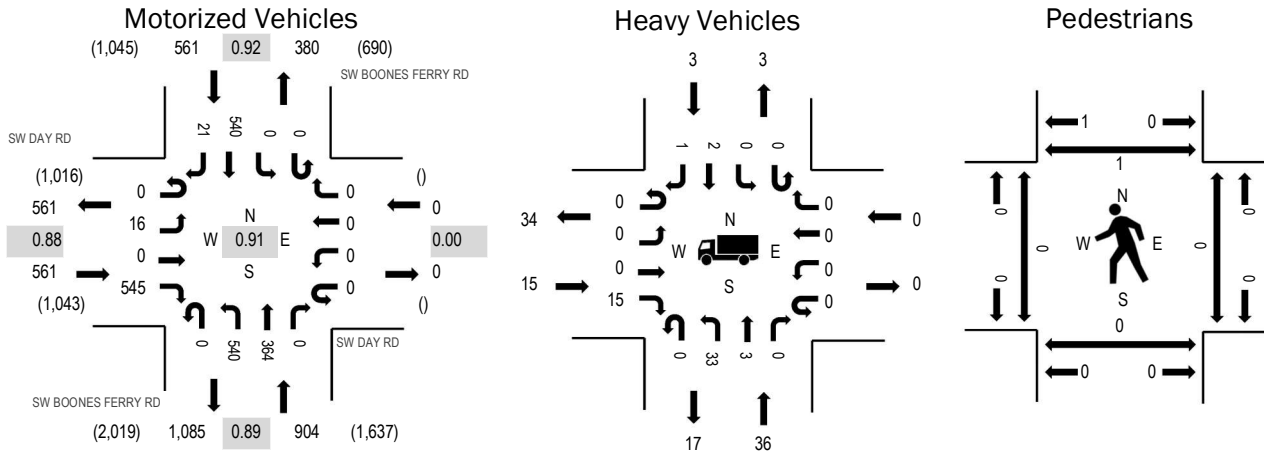 Motorized Vehicles
(1,045) 561 0.92 380 (690)
SW BOONES FERRY RD
SW DAY RD
21 540 0 0
(1,016) 0 0 ()
561 16 0 0
N
0.88 W 0.91 E 0.00
0 0
S
561 545 0 0
(1,043) ()
0 540 364 0
SW DAY RD
SW BOONES FERRY RD
(2,019) 1,085 0.89 904 (1,637)
Heavy Vehicles
3 3
1 2 0 0
0 0
34 0 0 0
N
W E
0 0
S
15 15 0 0
0 33 3 0
17 36
Pedestrians
1 0
1
0 0 0 0
N
W E
0 0
S
0
0 0